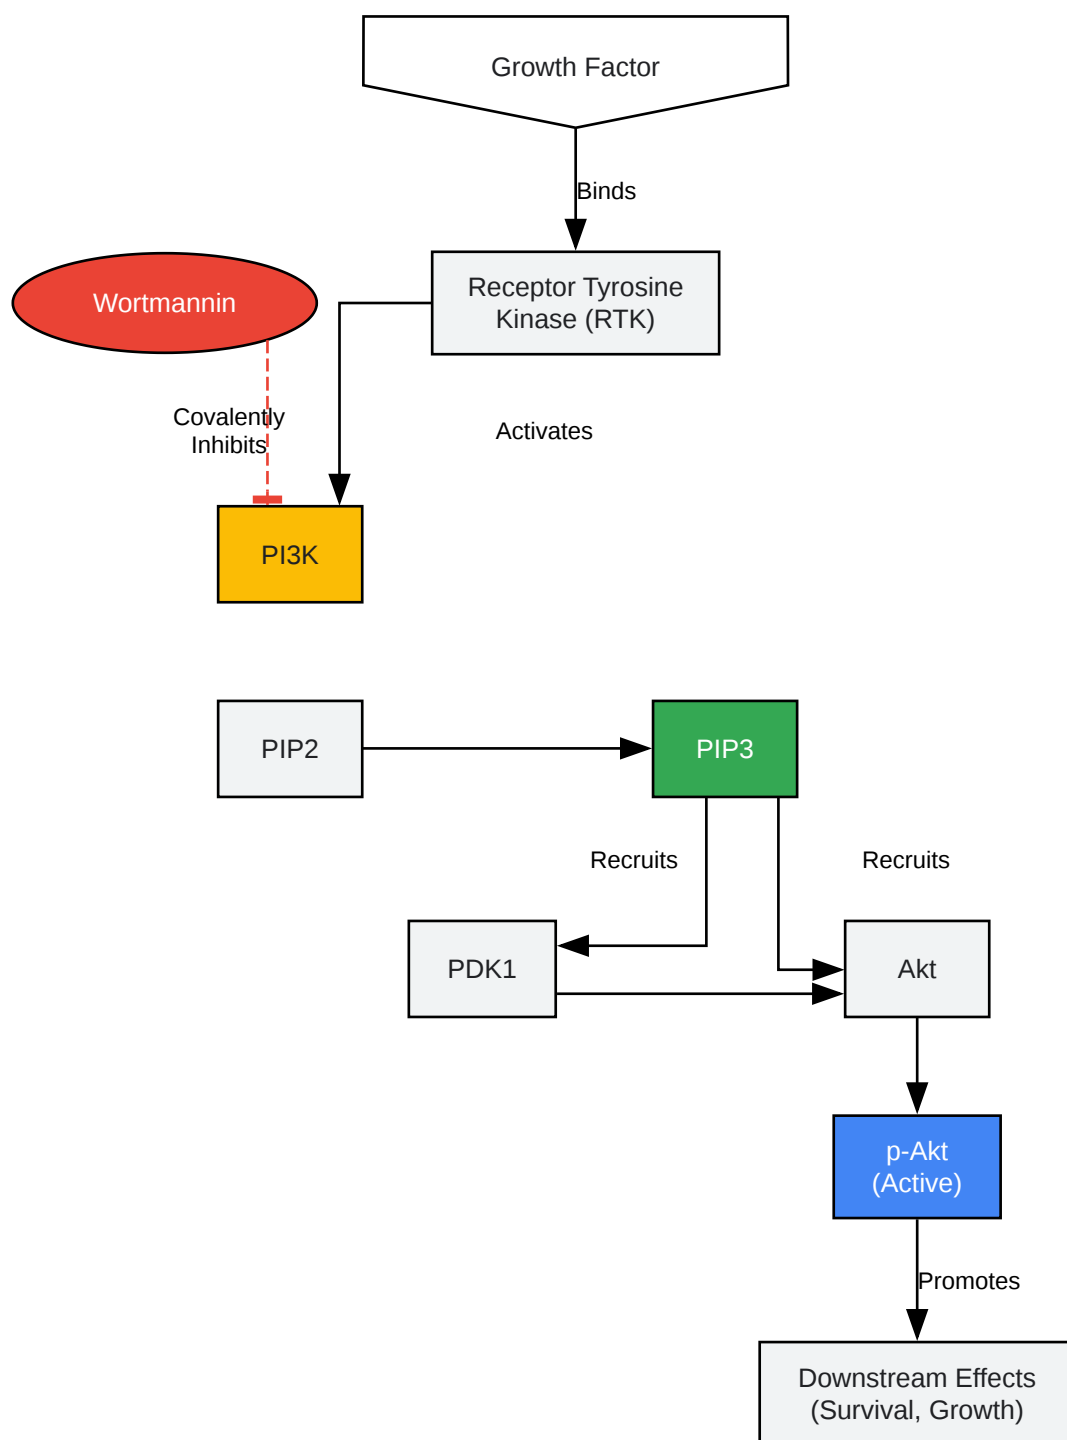 Growth Factor
Binds
Receptor Tyrosine
Kinase (RTK)
Wortmannin
Covalently
Inhibits
Activates
PI3K
PIP2
PIP3
Recruits
Recruits
PDK1
Akt
p-Akt
(Active)
Promotes
Downstream Effects
(Survival, Growth)